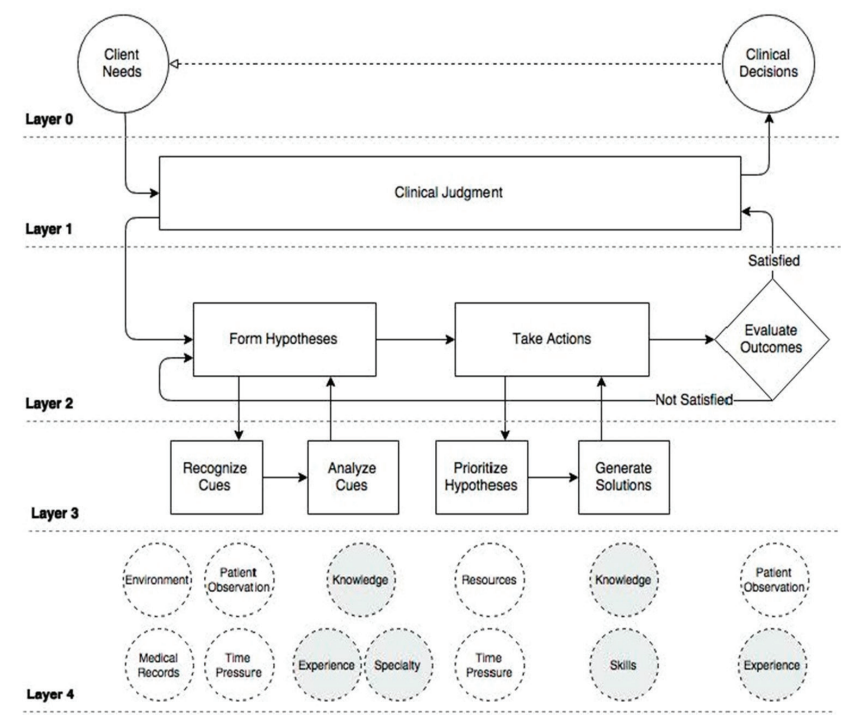 Client
Needs
Clinical
Decisions
Layer 0
Clinical Judgment
Layer 1
Satisfied
Form Hypotheses
Take Actions
Evaluate
Outcomes
Not Satisfied
Layer 2
Recognize
Cues
Analyze
Cues
Prioritize
Hypotheses
Generate
Solutions
Layer 3
Environment
Patient
Observation
Knowledge
Resources
Knowledge
Patient
Observation
Medical
Records
Time
Pressure
Experience
Specialty
Time
Pressure
Skills
Experience
Layer 4